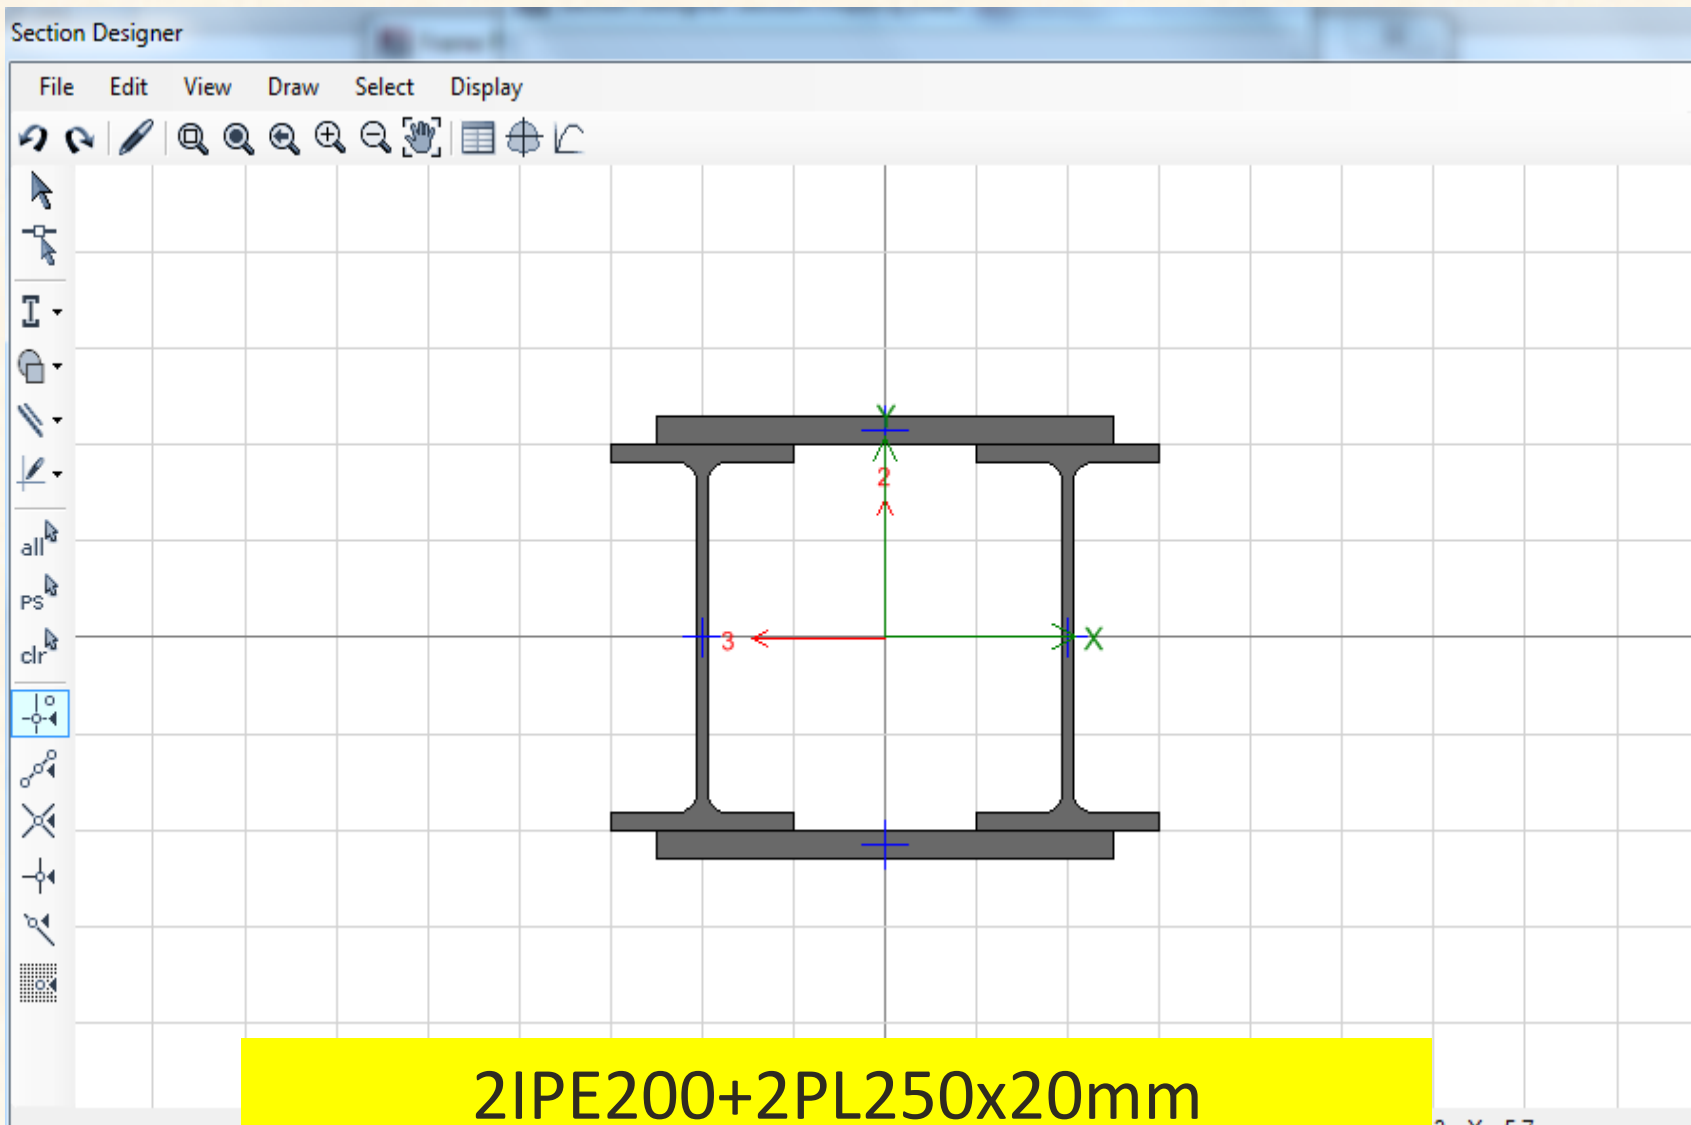 Section Designer
File Edit View Draw Select Display
all
PS
clr
Y
2
3
X
2IPE200+2PL250x20mm